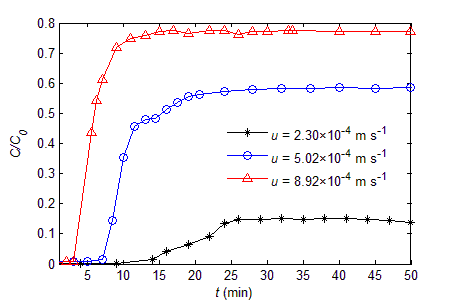 0.8
0.7
0.6
0.5
0.4
0.3
0.2
0.1
0
C/C₀
u = 2.30×10⁻⁴ m s⁻¹
u = 5.02×10⁻⁴ m s⁻¹
u = 8.92×10⁻⁴ m s⁻¹
5 10 15 20 25 30 35 40 45 50
t (min)